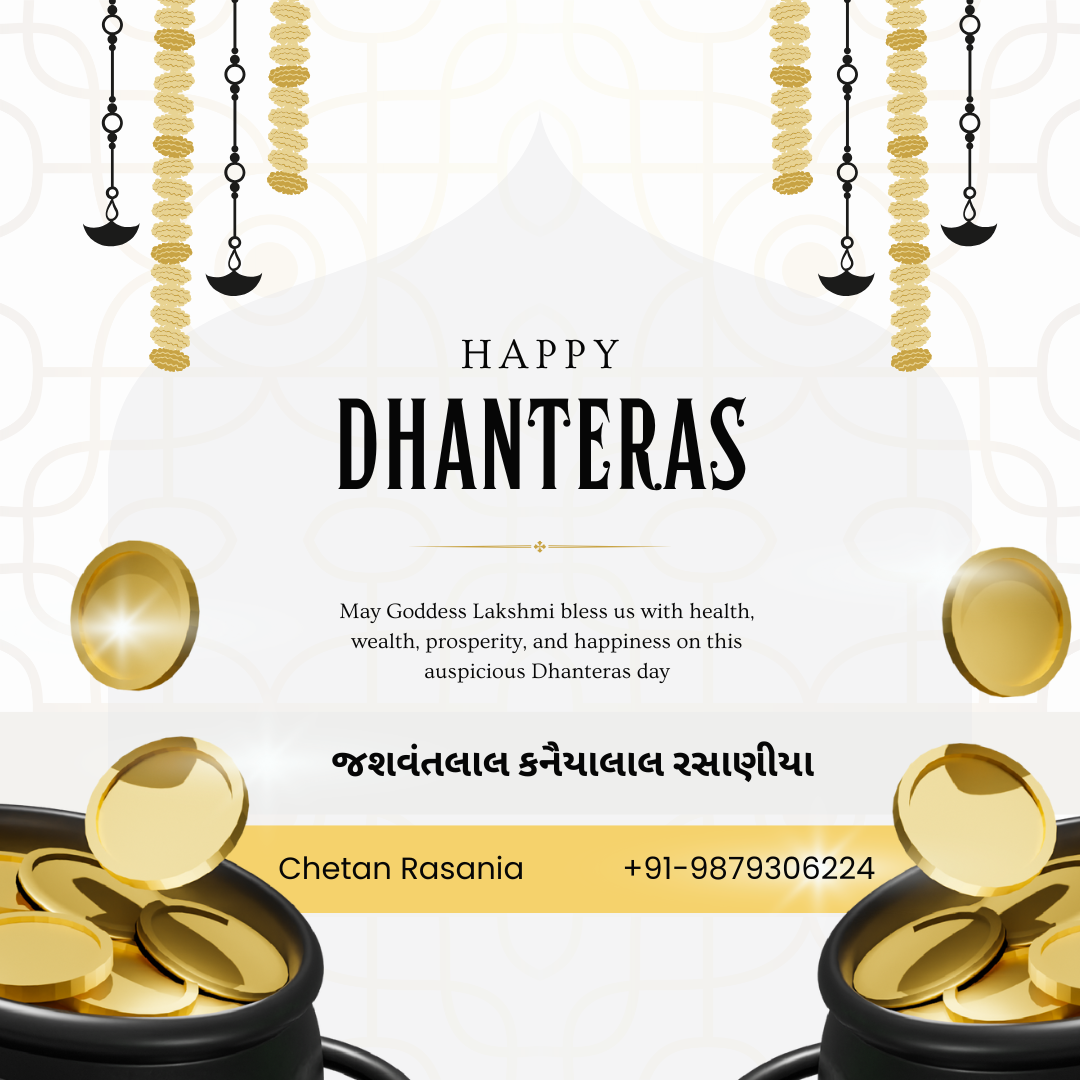 HAPPY
DHANTERAS
May Goddess Lakshmi bless us with health,
wealth, prosperity, and happiness on this
auspicious Dhanteras day
જશવંતલાલ કનૈયાલાલ રસાણીયા
Chetan Rasania +91-9879306224